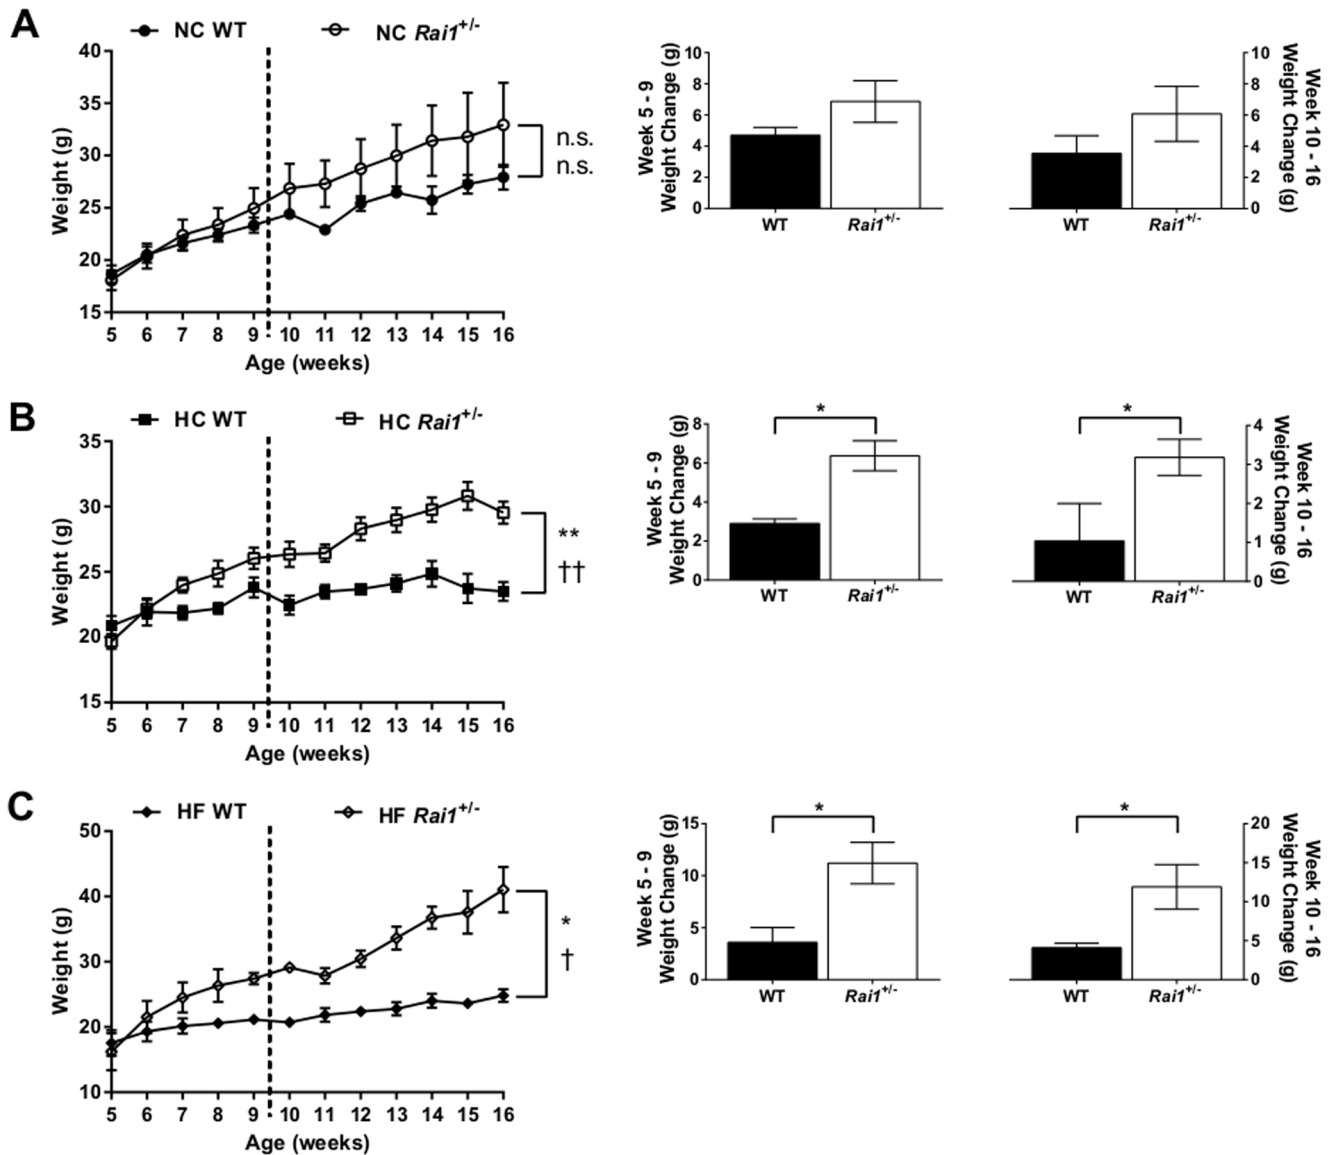 A
NC WT
NC Rai1+/-
40
35
30
25
20
15
Weight (g)
n.s.
n.s.
5 6 7 8 9 10 11 12 13 14 15 16
Age (weeks)
Week 5 - 9
Weight Change (g)
10
8
6
4
2
0
WT Rai1+/-
10
8
6
4
2
0
Week 10 - 16
Weight Change (g)
WT Rai1+/-
B
HC WT
HC Rai1+/-
35
30
25
20
15
Weight (g)
**
††
5 6 7 8 9 10 11 12 13 14 15 16
Age (weeks)
Week 5 - 9
Weight Change (g)
8
6
4
2
0
*
WT Rai1+/-
*
4
3
2
1
0
Week 10 - 16
Weight Change (g)
WT Rai1+/-
C
HF WT
HF Rai1+/-
50
40
30
20
10
Weight (g)
*
†
5 6 7 8 9 10 11 12 13 14 15 16
Age (weeks)
Week 5 - 9
Weight Change (g)
15
10
5
0
*
WT Rai1+/-
*
20
15
10
5
0
Week 10 - 16
Weight Change (g)
WT Rai1+/-